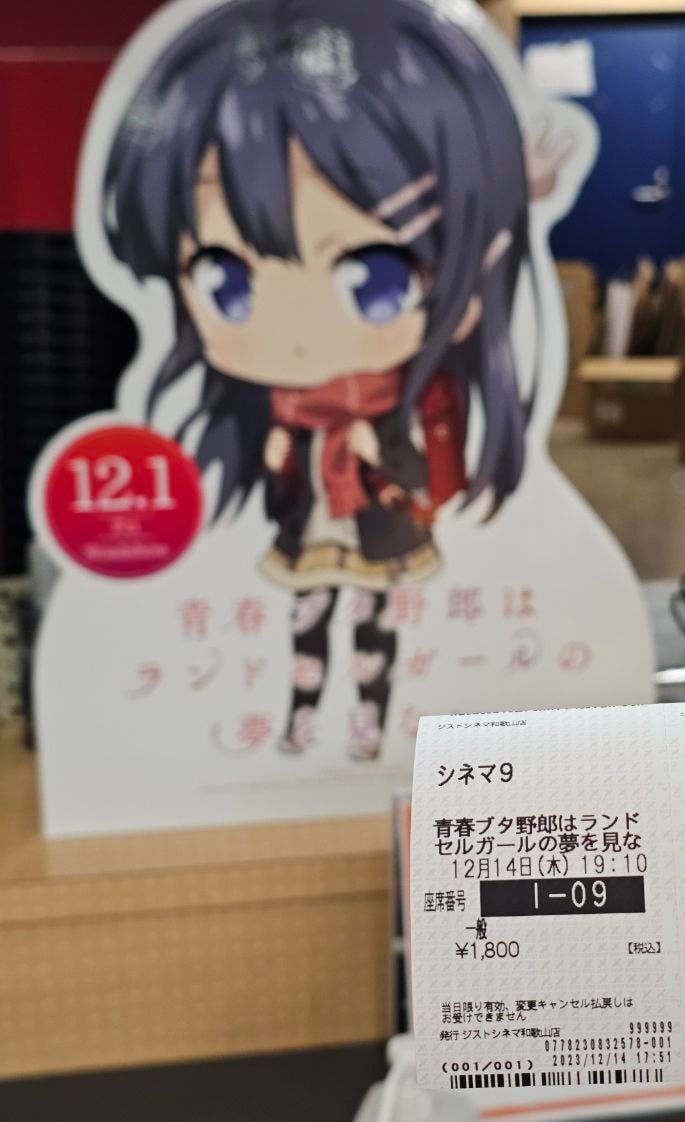 12.1
青春ブタ野郎は
ランドセルガールの
夢を見な
ジストシネマ和歌山店
シネマ9
青春ブタ野郎はランド
セルガールの夢を見な
12月14日(木) 19:10
座席番号 I-09
一般
¥1,800 【税込】
当日限り有効、変更キャンセル払戻しは
お受けできません
発行 ジストシネマ和歌山店 999999
0778230832578-001
(001/001) 2023/12/14 17:51